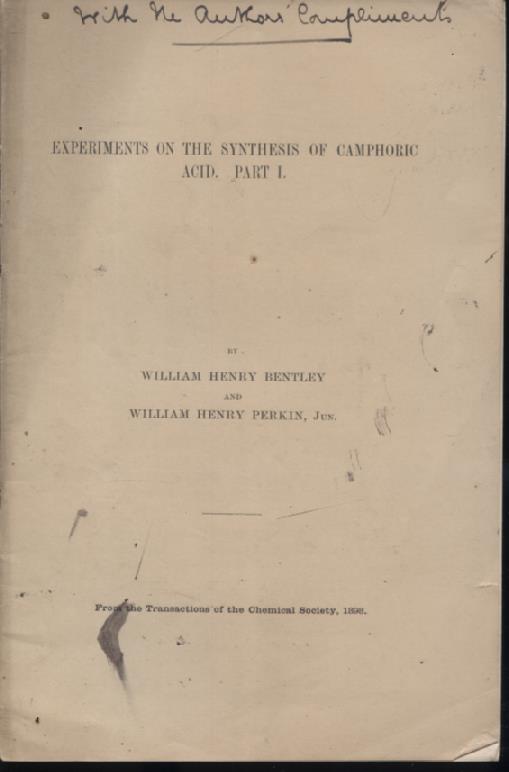 With the Authors' Compliments
EXPERIMENTS ON THE SYNTHESIS OF CAMPHORIC
ACID. PART I.
BY
WILLIAM HENRY BENTLEY
AND
WILLIAM HENRY PERKIN, JUN.
From the Transactions of the Chemical Society, 1898.